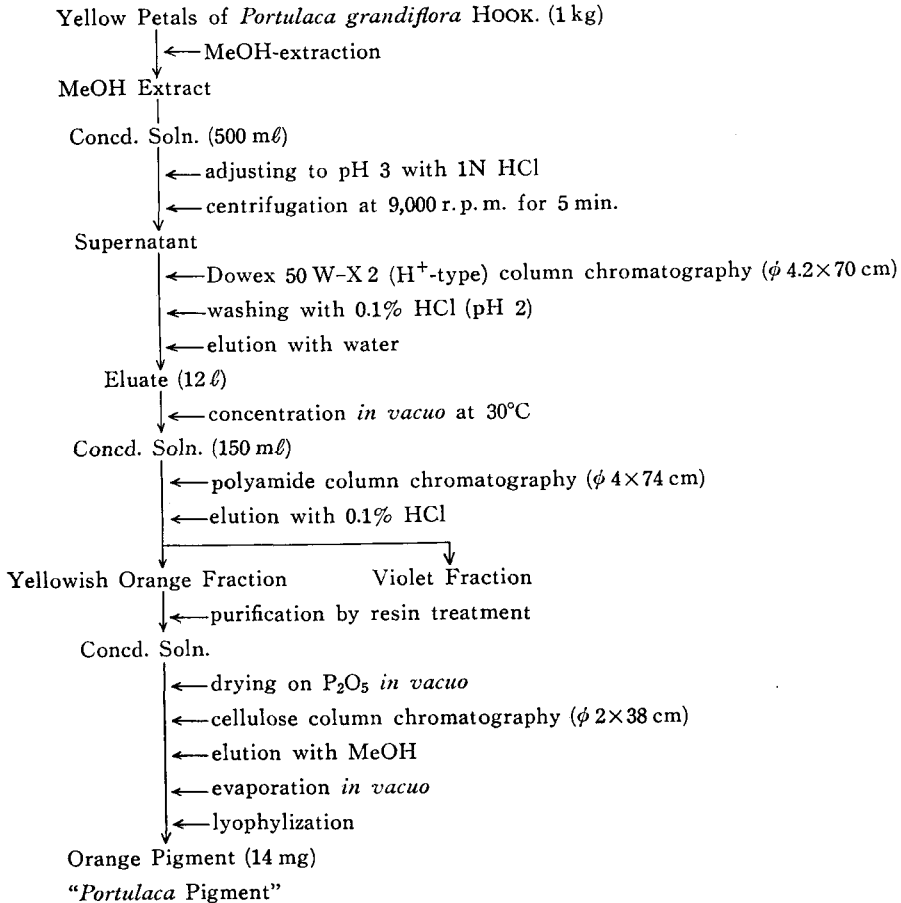 Yellow Petals of Portulaca grandiflora HOOK. (1 kg)
MeOH-extraction
MeOH Extract
Concd. Soln. (500 mℓ)
adjusting to pH 3 with 1N HCl
centrifugation at 9,000 r. p. m. for 5 min.
Supernatant
Dowex 50 W-X 2 (H⁺-type) column chromatography (φ 4.2×70 cm)
washing with 0.1% HCl (pH 2)
elution with water
Eluate (12 ℓ)
concentration in vacuo at 30°C
Concd. Soln. (150 mℓ)
polyamide column chromatography (φ 4×74 cm)
elution with 0.1% HCl
Yellowish Orange Fraction Violet Fraction
purification by resin treatment
Concd. Soln.
drying on P₂O₅ in vacuo
cellulose column chromatography (φ 2×38 cm)
elution with MeOH
evaporation in vacuo
lyophylization
Orange Pigment (14 mg)
“Portulaca Pigment”